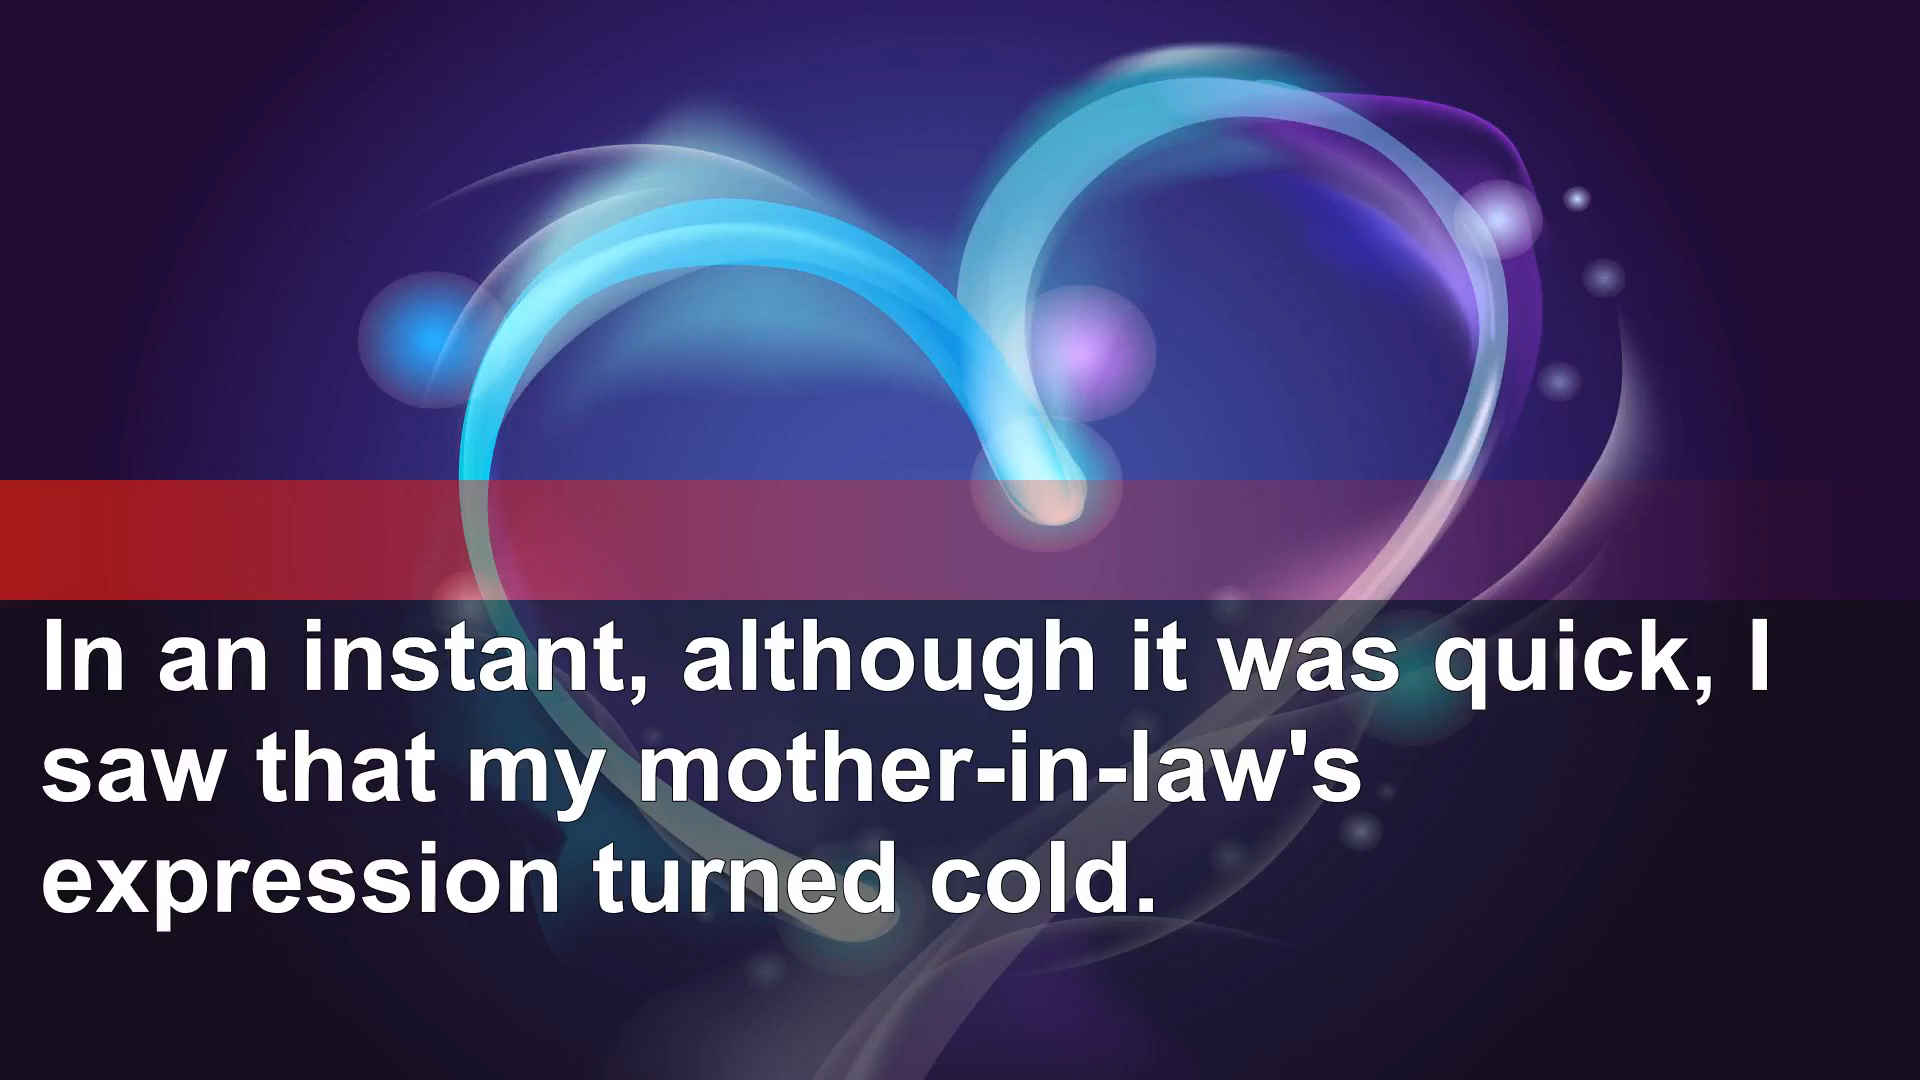 In an instant, although it was quick, I
saw that my mother-in-law's
expression turned cold.